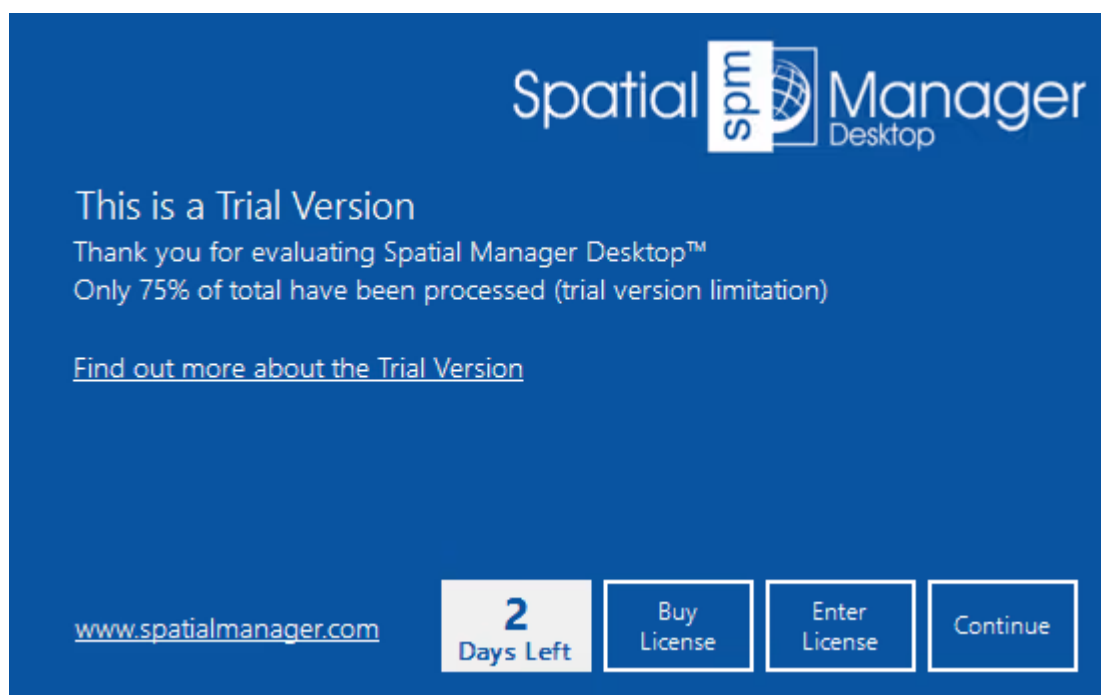 Spatial spm Manager
Desktop
This is a Trial Version
Thank you for evaluating Spatial Manager Desktop™
Only 75% of total have been processed (trial version limitation)
Find out more about the Trial Version
www.spatialmanager.com
2
Days Left
Buy
License
Enter
License
Continue